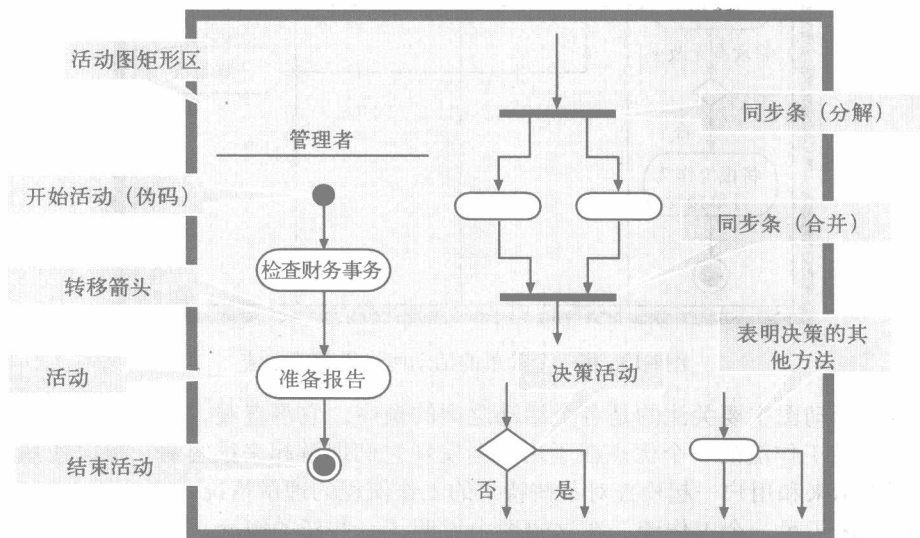 活动图矩形区
同步条（分解）
管理者
开始活动（伪码）
同步条（合并）
检查财务事务
转移箭头
表明决策的其
他方法
决策活动
活动
准备报告
结束活动
否
是